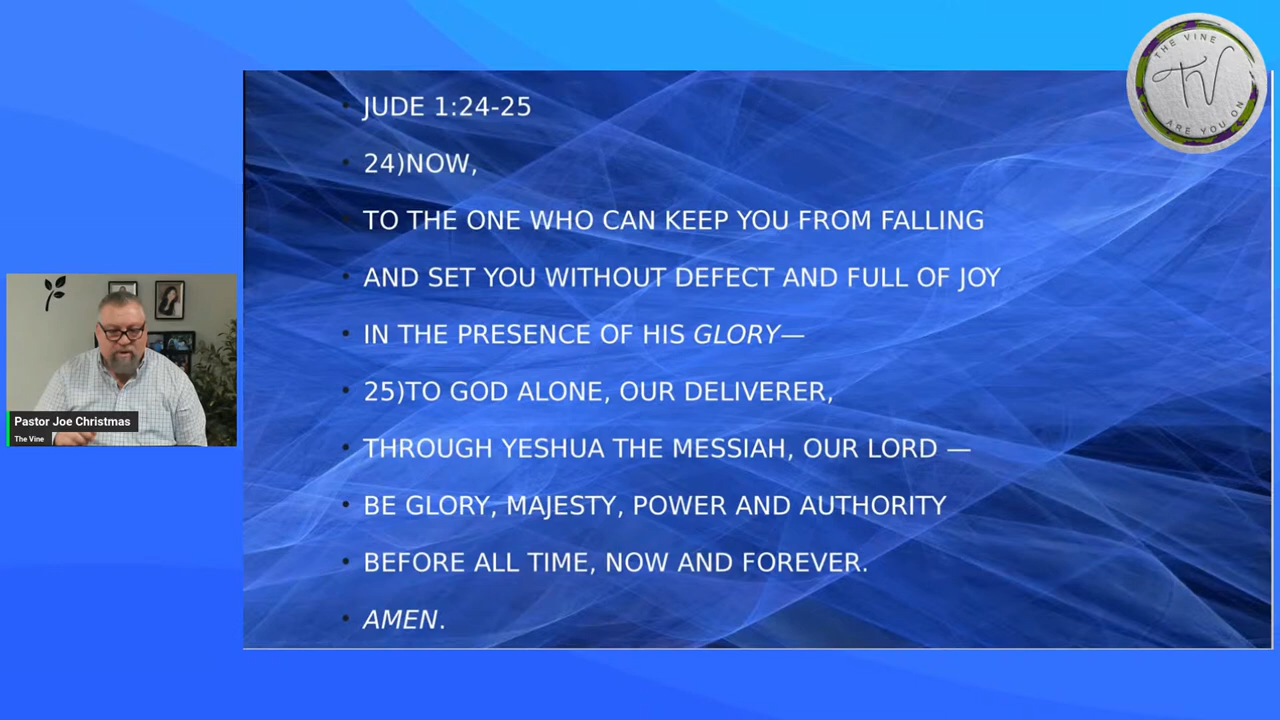 JUDE 1:24-25
24)NOW,
TO THE ONE WHO CAN KEEP YOU FROM FALLING
AND SET YOU WITHOUT DEFECT AND FULL OF JOY
IN THE PRESENCE OF HIS GLORY—
25)TO GOD ALONE, OUR DELIVERER,
THROUGH YESHUA THE MESSIAH, OUR LORD —
BE GLORY, MAJESTY, POWER AND AUTHORITY
BEFORE ALL TIME, NOW AND FOREVER.
AMEN.
Pastor Joe Christmas
The Vine
THE VINE
TV
ARE YOU ON